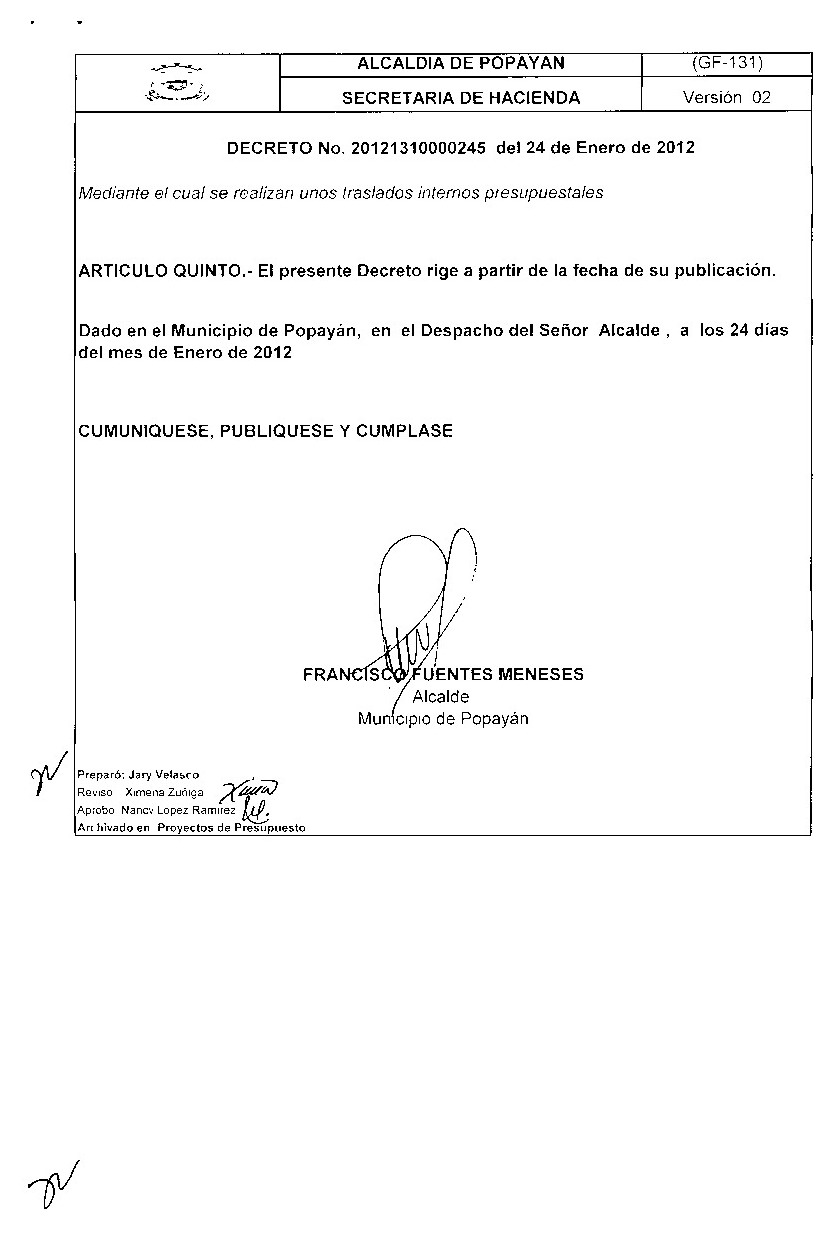 ALCALDIA DE POPAYAN (GF-131)
SECRETARIA DE HACIENDA Versión 02
DECRETO No. 20121310000245 del 24 de Enero de 2012
Mediante el cual se realizan unos traslados internos presupuestales
ARTICULO QUINTO.- El presente Decreto rige a partir de la fecha de su publicación.
Dado en el Municipio de Popayán, en el Despacho del Señor Alcalde , a los 24 días
del mes de Enero de 2012
CUMUNIQUESE, PUBLIQUESE Y CUMPLASE
FRANCISCO FUENTES MENESES
Alcalde
Municipio de Popayán
Preparó: Jary Velasco
Reviso Ximena Zuñiga
Aprobo Nancy Lopez Ramirez
Archivado en Proyectos de Presupuesto